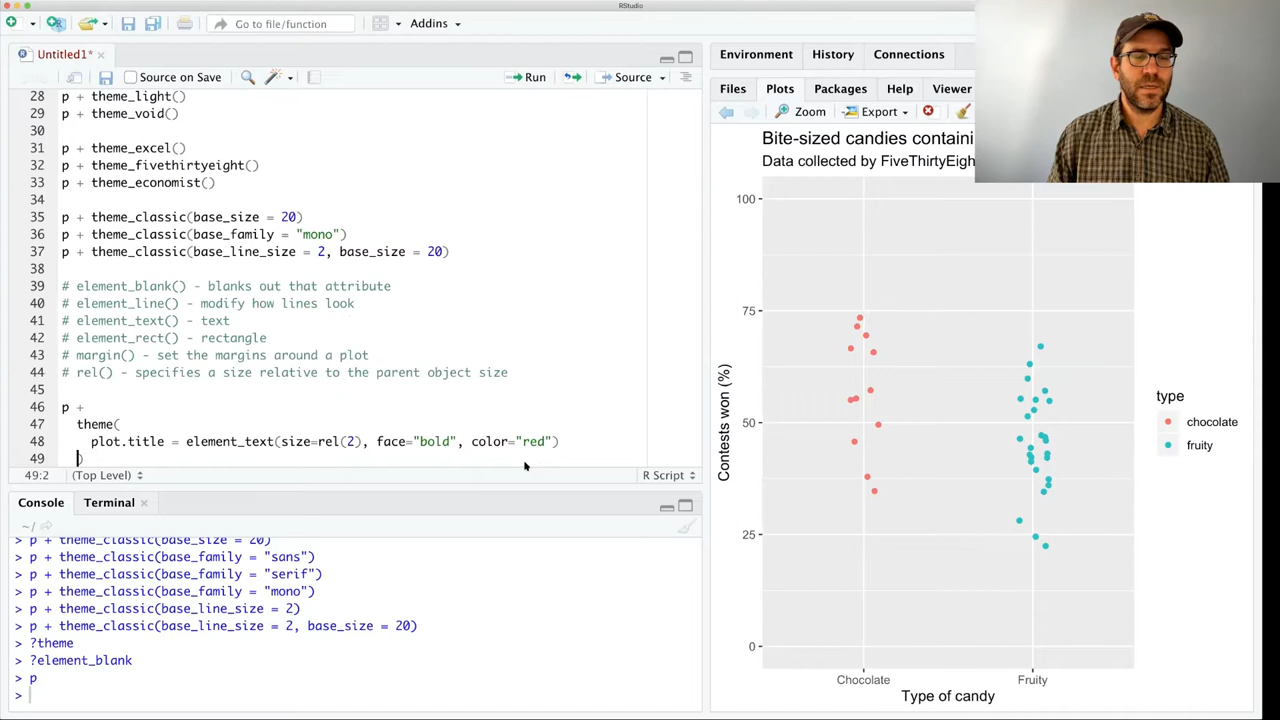 RStudio
Go to file/function
Addins
Untitled1*
Source on Save
Run
Source
28 p + theme_light()
29 p + theme_void()
30
31 p + theme_excel()
32 p + theme_fivethirtyeight()
33 p + theme_economist()
34
35 p + theme_classic(base_size = 20)
36 p + theme_classic(base_family = "mono")
37 p + theme_classic(base_line_size = 2, base_size = 20)
38
39 # element_blank() - blanks out that attribute
40 # element_line() - modify how lines look
41 # element_text() - text
42 # element_rect() - rectangle
43 # margin() - set the margins around a plot
44 # rel() - specifies a size relative to the parent object size
45
46 p +
47 theme(
48 plot.title = element_text(size=rel(2), face="bold", color="red")
49 )
49:2 (Top Level) R Script
Console Terminal
~/
> p + theme_classic(base_size = 20)
> p + theme_classic(base_family = "sans")
> p + theme_classic(base_family = "serif")
> p + theme_classic(base_family = "mono")
> p + theme_classic(base_line_size = 2)
> p + theme_classic(base_line_size = 2, base_size = 20)
> ?theme
> ?element_blank
> p
>
Environment History Connections
Files Plots Packages Help Viewer
Zoom Export
Bite-sized candies containi
Data collected by FiveThirtyEigh
100
75
50
25
0
Contests won (%)
Chocolate Fruity
Type of candy
type
chocolate
fruity